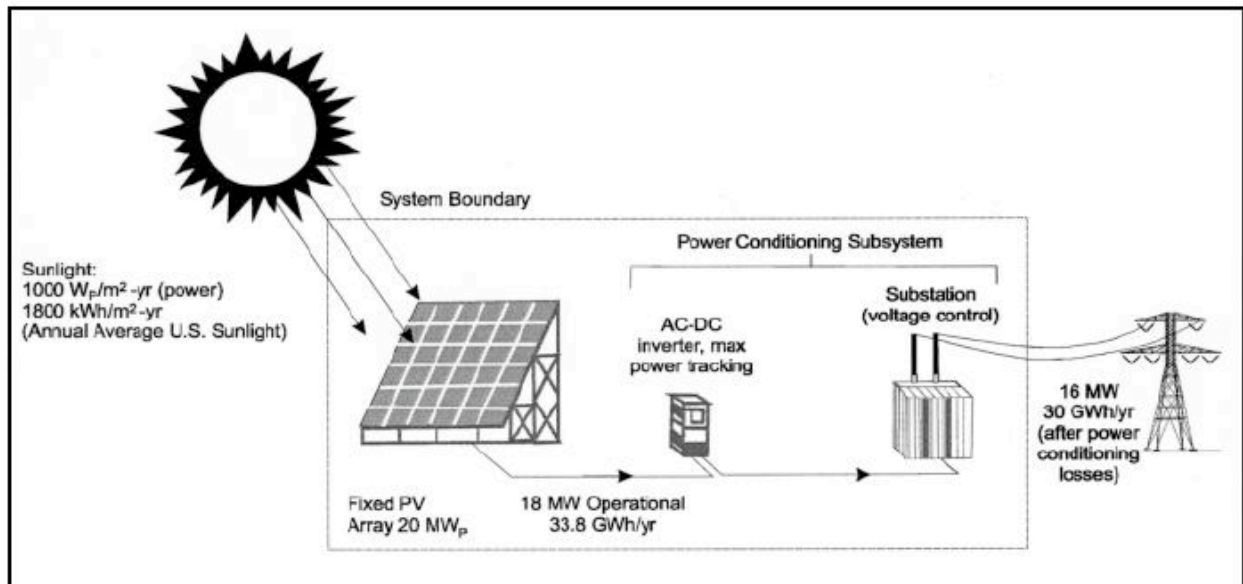 System Boundary
Power Conditioning Subsystem
Sunlight:
1000 Wₚ/m²-yr (power)
1800 kWh/m²-yr
(Annual Average U.S. Sunlight)
AC-DC
inverter, max
power tracking
Substation
(voltage control)
16 MW
30 GWh/yr
(after power
conditioning
losses)
Fixed PV
Array 20 MWₚ
18 MW Operational
33.8 GWh/yr